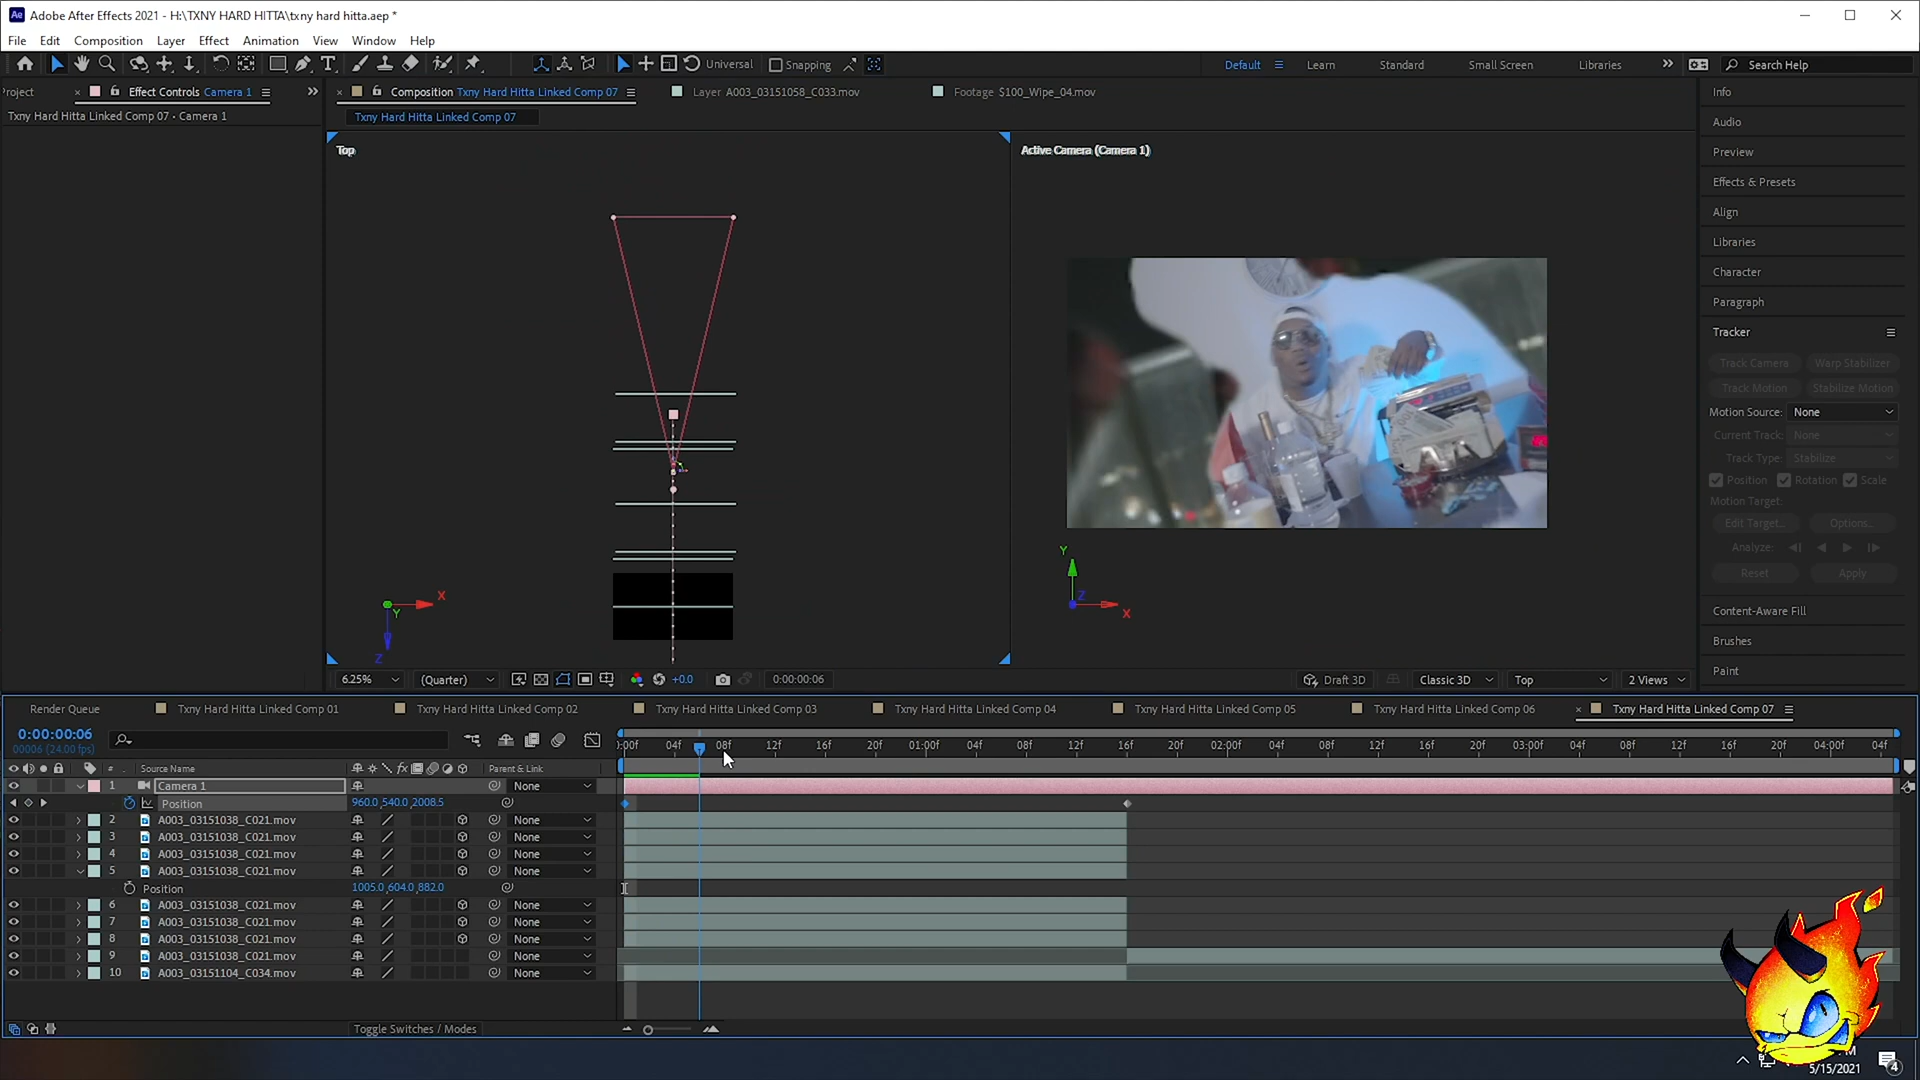 Ae Adobe After Effects 2021 - H:\TXNY HARD HITTA\txny hard hitta.aep *
File Edit Composition Layer Effect Animation View Window Help
Universal Snapping Default Learn Standard Small Screen Libraries Search Help
roject Effect Controls Camera 1 Composition Txny Hard Hitta Linked Comp 07 Layer A003_03151058_C033.mov Footage $100_Wipe_04.mov Info
Txny Hard Hitta Linked Comp 07 • Camera 1 Txny Hard Hitta Linked Comp 07
Audio
Top Active Camera (Camera 1) Preview
Effects & Presets
Align
Libraries
Character
Paragraph
Tracker
Track Camera Warp Stabilizer
Track Motion Stabilize Motion
Motion Source: None
Current Track: None
Track Type: Stabilize
Position Rotation Scale
Motion Target:
Edit Target... Options...
Analyze:
Reset Apply
X Y Z Y Z X
Content-Aware Fill
Brushes
Paint
6.25% (Quarter) +0.0 0:00:00:06 Draft 3D Classic 3D Top 2 Views
Render Queue Txny Hard Hitta Linked Comp 01 Txny Hard Hitta Linked Comp 02 Txny Hard Hitta Linked Comp 03 Txny Hard Hitta Linked Comp 04 Txny Hard Hitta Linked Comp 05 Txny Hard Hitta Linked Comp 06 Txny Hard Hitta Linked Comp 07
0:00:00:06
00006 (24.00 fps)
:00f 04f 08f 12f 16f 20f 01:00f 04f 08f 12f 16f 20f 02:00f 04f 08f 12f 16f 20f 03:00f 04f 08f 12f 16f 20f 04:00f 04f
# Source Name fx Parent & Link
1 Camera 1 None
Position 960.0,540.0,2008.5
2 A003_03151038_C021.mov None
3 A003_03151038_C021.mov None
4 A003_03151038_C021.mov None
5 A003_03151038_C021.mov None
Position 1005.0,604.0,882.0
6 A003_03151038_C021.mov None
7 A003_03151038_C021.mov None
8 A003_03151038_C021.mov None
9 A003_03151038_C021.mov None
10 A003_03151104_C034.mov None
Toggle Switches / Modes
5/15/2021 4